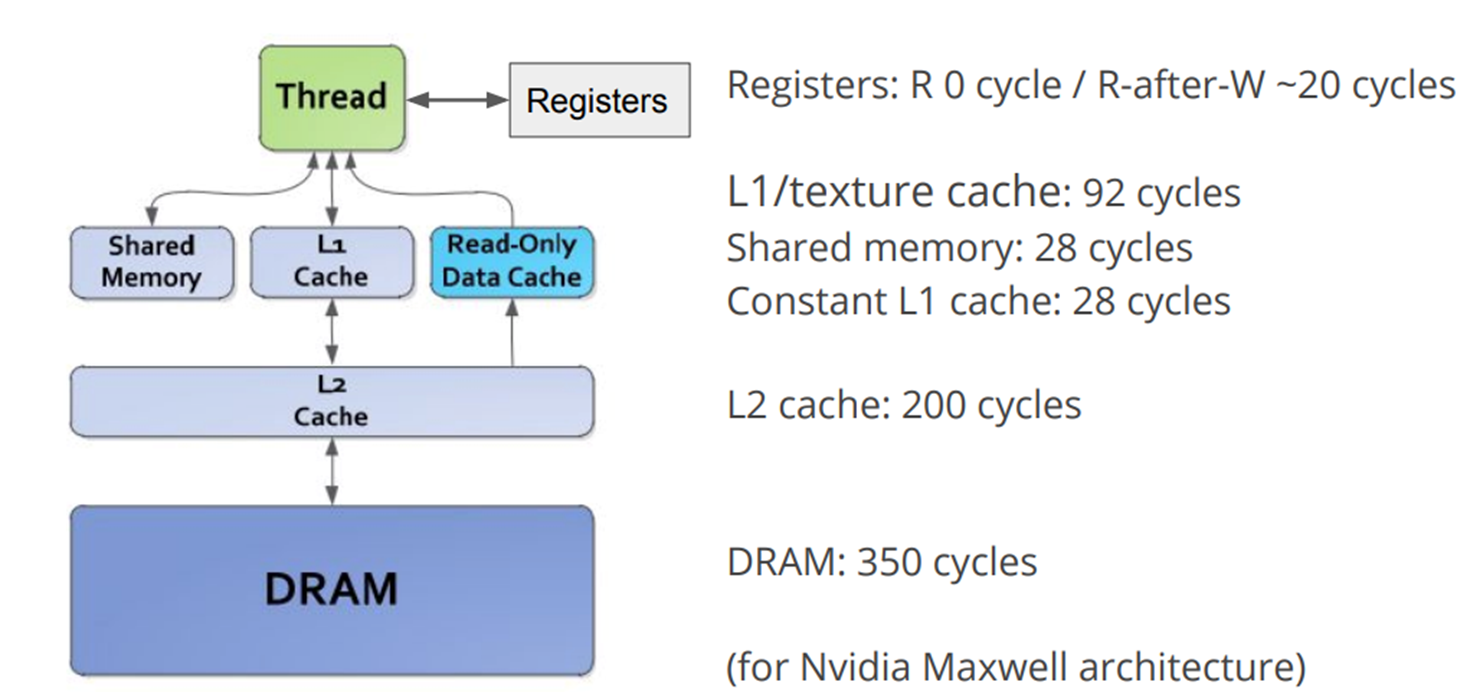 Thread
Registers
Registers: R 0 cycle / R-after-W ~20 cycles
Shared
Memory
L1
Cache
Read-Only
Data Cache
L1/texture cache: 92 cycles
Shared memory: 28 cycles
Constant L1 cache: 28 cycles
L2
Cache
L2 cache: 200 cycles
DRAM
DRAM: 350 cycles
(for Nvidia Maxwell architecture)